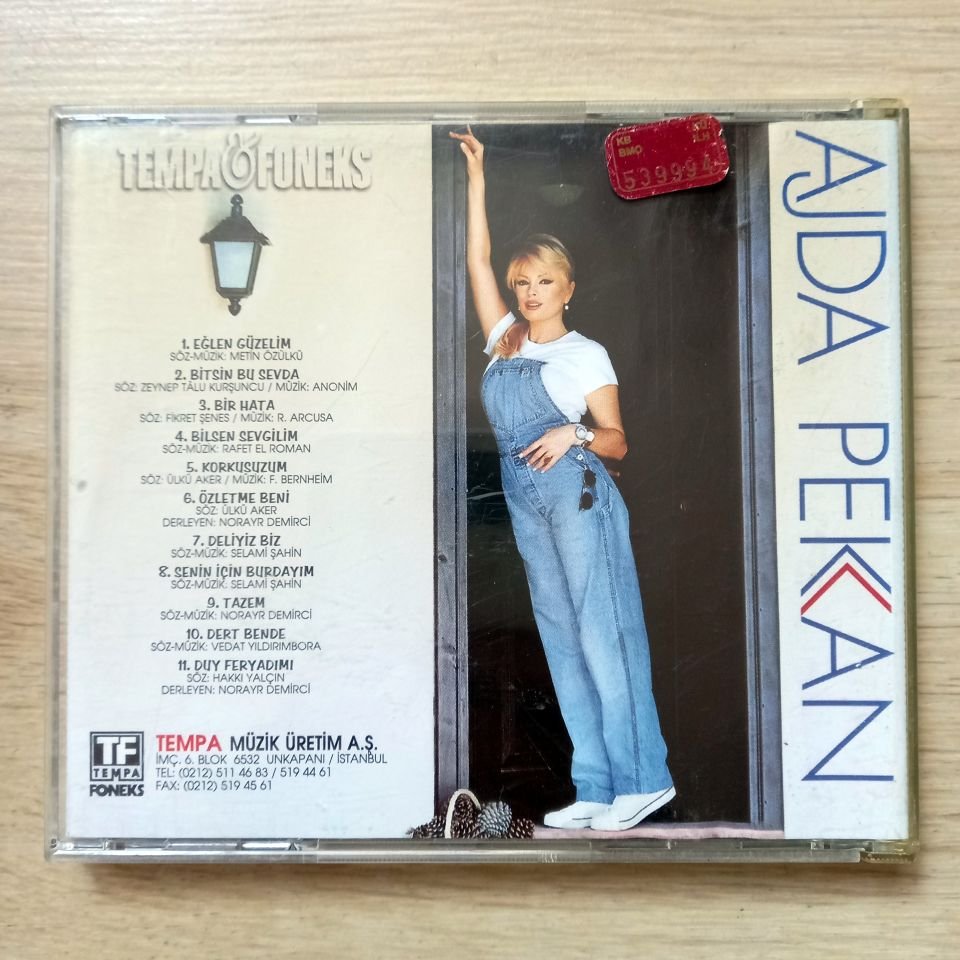 TEMPA & FONEKS
KB
BMÇ
539994
AJDA PEKKAN
1. EĞLEN GÜZELİM
SÖZ-MÜZİK: METİN ÖZÜLKÜ
2. BİTSİN BU SEVDA
SÖZ: ZEYNEP TÂLU KURŞUNCU / MÜZİK: ANONİM
3. BİR HATA
SÖZ: FİKRET ŞENES / MÜZİK: R. ARCUSA
4. BİLSEN SEVGİLİM
SÖZ-MÜZİK: RAFET EL ROMAN
5. KORKUSUZUM
SÖZ: ÜLKÜ AKER / MÜZİK: F. BERNHEİM
6. ÖZLETME BENİ
SÖZ: ÜLKÜ AKER
DERLEYEN: NORAYR DEMİRCİ
7. DELİYİZ BİZ
SÖZ-MÜZİK: SELAMİ ŞAHİN
8. SENİN İÇİN BURDAYIM
SÖZ-MÜZİK: SELAMİ ŞAHİN
9. TAZEM
SÖZ-MÜZİK: NORAYR DEMİRCİ
10. DERT BENDE
SÖZ-MÜZİK: VEDAT YILDIRIMBORA
11. DUY FERYADIMI
SÖZ: HAKKI YALÇIN
DERLEYEN: NORAYR DEMİRCİ
TF
TEMPA
FONEKS
TEMPA MÜZİK ÜRETİM A.Ş.
İMÇ. 6. BLOK 6532 UNKAPANI / İSTANBUL
TEL: (0212) 511 46 83 / 519 44 61
FAX: (0212) 519 45 61